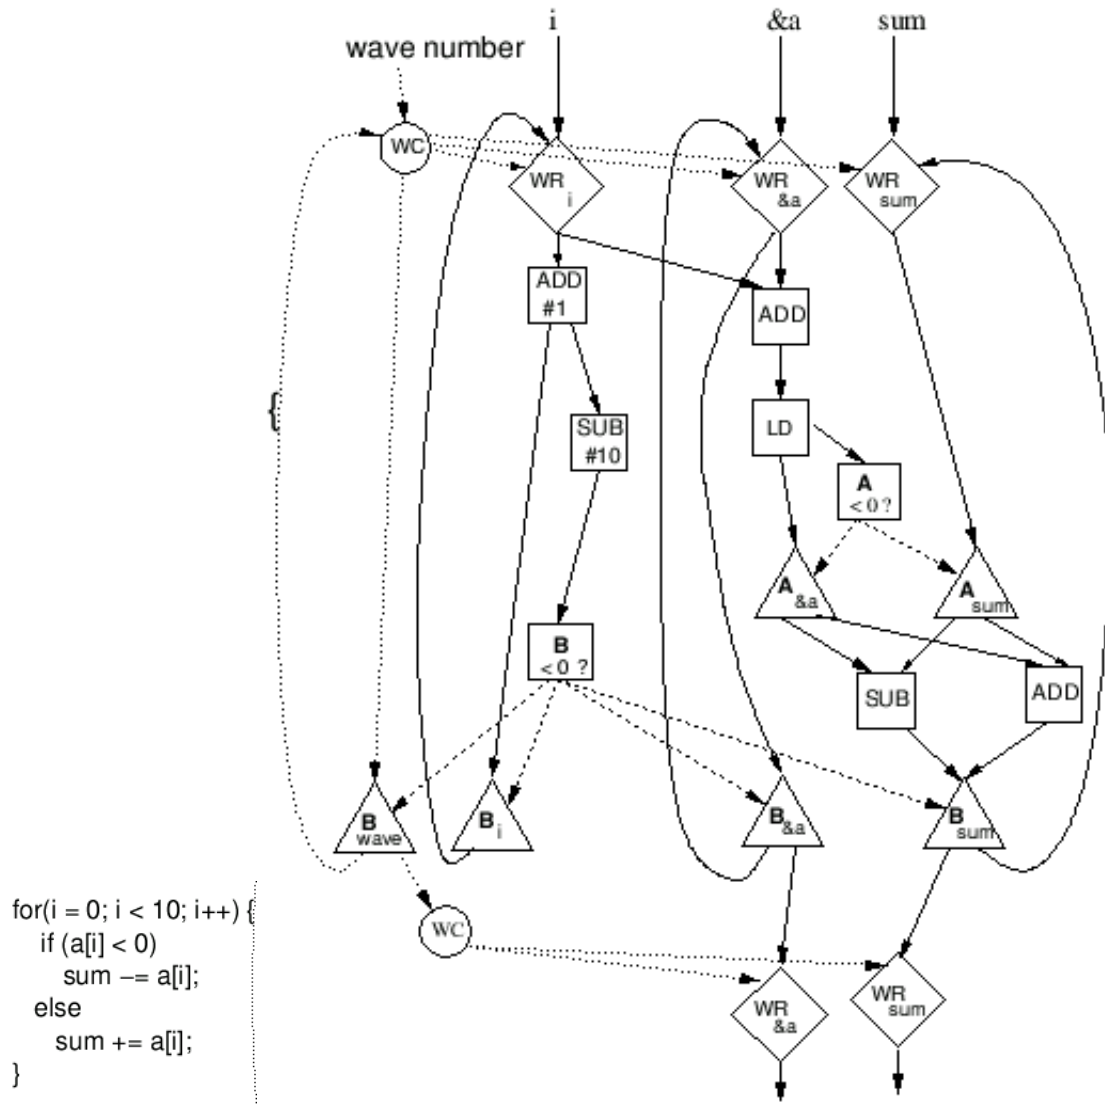 i &a sum
wave number
WC
WR i
WR &a
WR sum
ADD
#1
ADD
{
LD
SUB
#10
A
< 0 ?
A &a
A sum
B
< 0 ?
SUB
ADD
B wave
B i
B &a
B sum
WC
WR &a
WR sum
for(i = 0; i < 10; i++) {
if (a[i] < 0)
sum −= a[i];
else
sum += a[i];
}